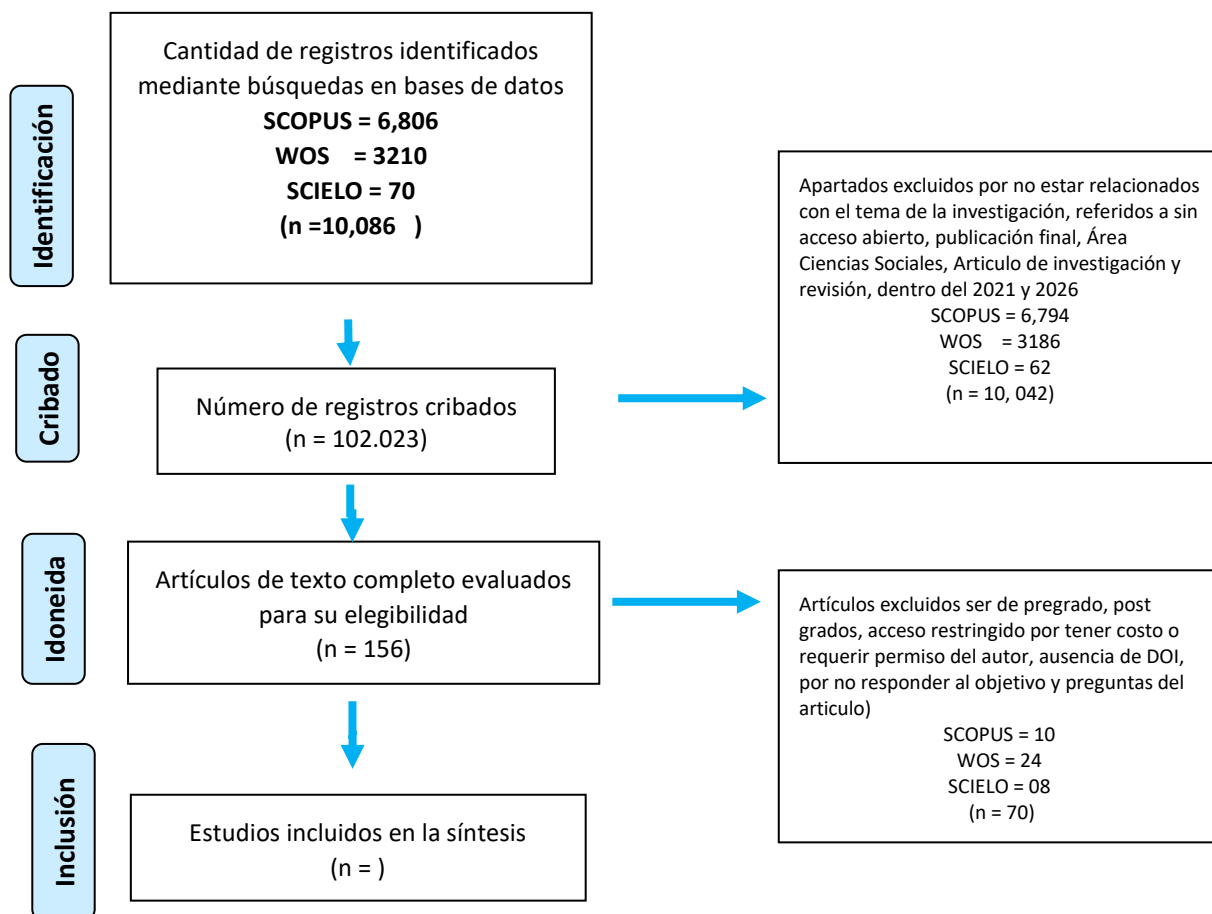 Identificación
Cantidad de registros identificados
mediante búsquedas en bases de datos
SCOPUS = 6,806
WOS = 3210
SCIELO = 70
(n =10,086 )
Apartados excluidos por no estar relacionados
con el tema de la investigación, referidos a sin
acceso abierto, publicación final, Área
Ciencias Sociales, Articulo de investigación y
revisión, dentro del 2021 y 2026
SCOPUS = 6,794
WOS = 3186
SCIELO = 62
(n = 10, 042)
Cribado
Número de registros cribados
(n = 102.023)
Idoneida
Artículos de texto completo evaluados
para su elegibilidad
(n = 156)
Artículos excluidos ser de pregrado, post
grados, acceso restringido por tener costo o
requerir permiso del autor, ausencia de DOI,
por no responder al objetivo y preguntas del
articulo)
SCOPUS = 10
WOS = 24
SCIELO = 08
(n = 70)
Inclusión
Estudios incluidos en la síntesis
(n = )